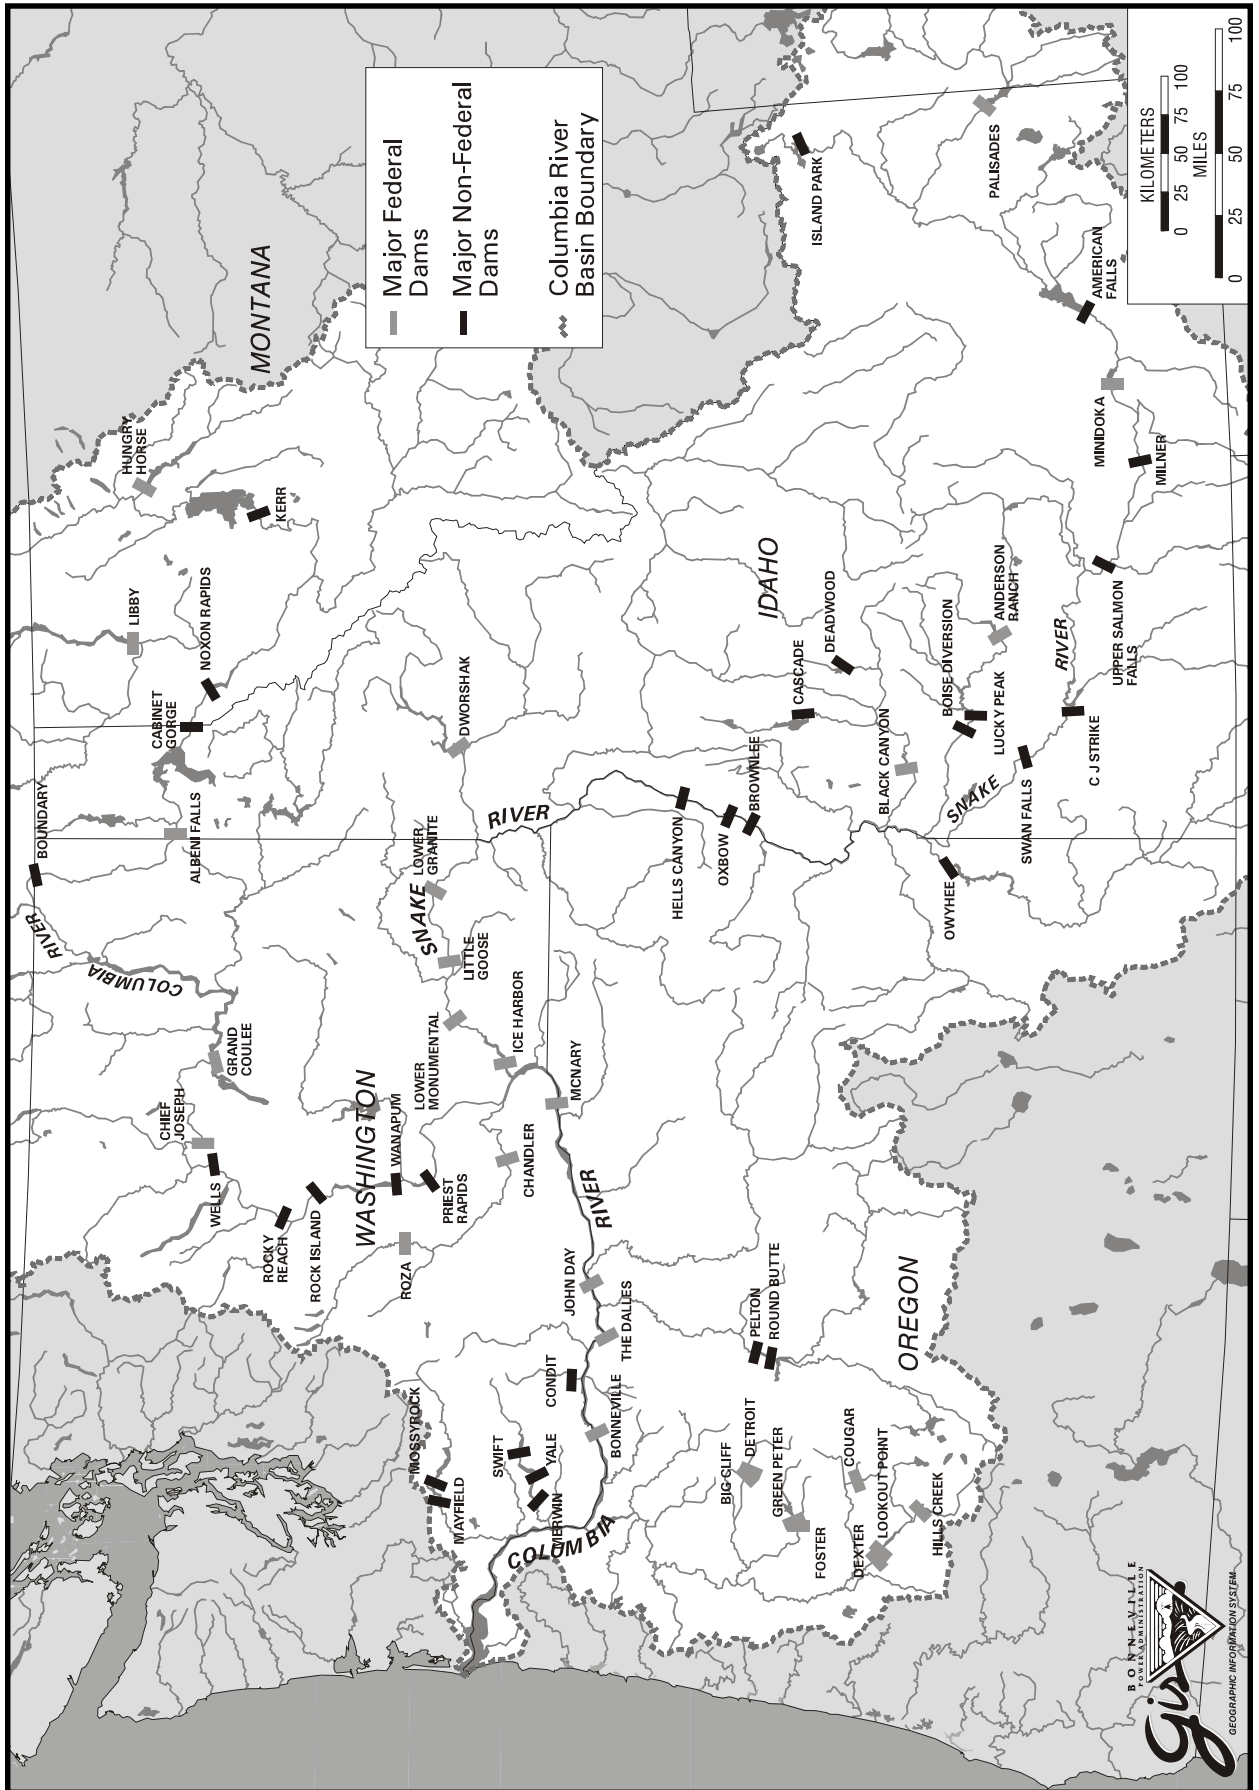 BOUNDARY
RIVER
COLUMBIA
GRAND
COULEE
CHIEF
JOSEPH
WELLS
ROCKY
REACH
ROCK ISLAND
WASHINGTON
WANAPUM
PRIEST
RAPIDS
ROZA
CHANDLER
LOWER
MONUMENTAL
ICE HARBOR
LITTLE
GOOSE
SNAKE
LOWER
GRANITE
RIVER
DWORSHAK
ALBENI FALLS
CABINET
GORGE
NOXON RAPIDS
LIBBY
HUNGRY
HORSE
KERR
MONTANA
Major Federal
Dams
Major Non-Federal
Dams
Columbia River
Basin Boundary
MOSSYROCK
MAYFIELD
SWIFT
YALE
MERWIN
CONDIT
COLOMBIA
BONNEVILLE
THE DALLES
JOHN DAY
RIVER
MCNARY
HELLS CANYON
OXBOW
BROWNLEE
IDAHO
CASCADE
DEADWOOD
BLACK CANYON
BOISE DIVERSION
LUCKY PEAK
ANDERSON
RANCH
SNAKE
RIVER
OWYHEE
SWAN FALLS
C J STRIKE
UPPER SALMON
FALLS
MILNER
MINIDOKA
AMERICAN
FALLS
PALISADES
ISLAND PARK
PELTON
ROUND BUTTE
OREGON
BIG CLIFF
DETROIT
GREEN PETER
FOSTER
COUGAR
DEXTER
LOOKOUT POINT
HILLS CREEK
KILOMETERS
0 25 50 75 100
MILES
0 25 50 75 100
BONNEVILLE
POWER ADMINISTRATION
gis
GEOGRAPHIC INFORMATION SYSTEM